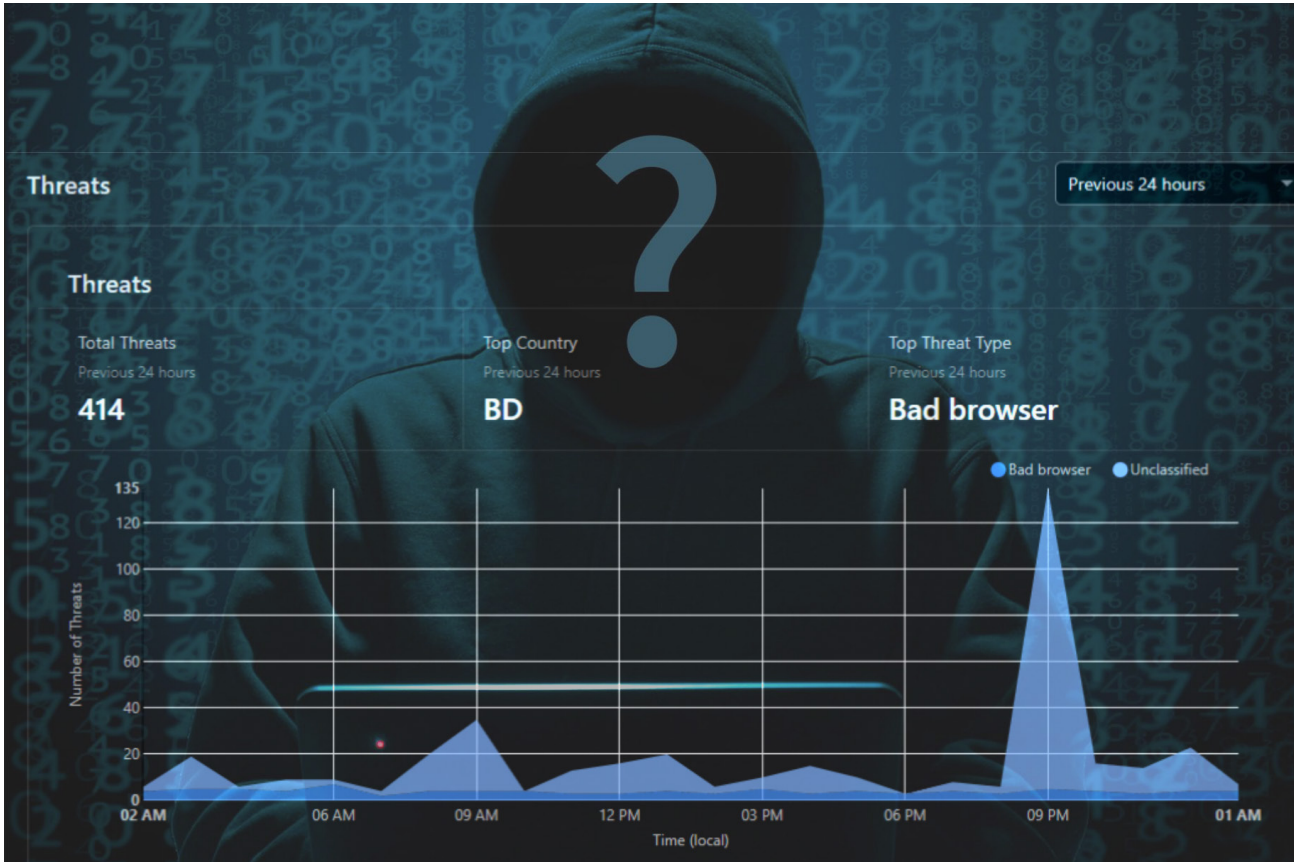 ?
Threats
Previous 24 hours
Threats
Total Threats
Previous 24 hours
414
Top Country
Previous 24 hours
BD
Top Threat Type
Previous 24 hours
Bad browser
Bad browser
Unclassified
135
120
100
80
60
40
20
0
Number of Threats
02 AM 06 AM 09 AM 12 PM 03 PM 06 PM 09 PM 01 AM
Time (local)